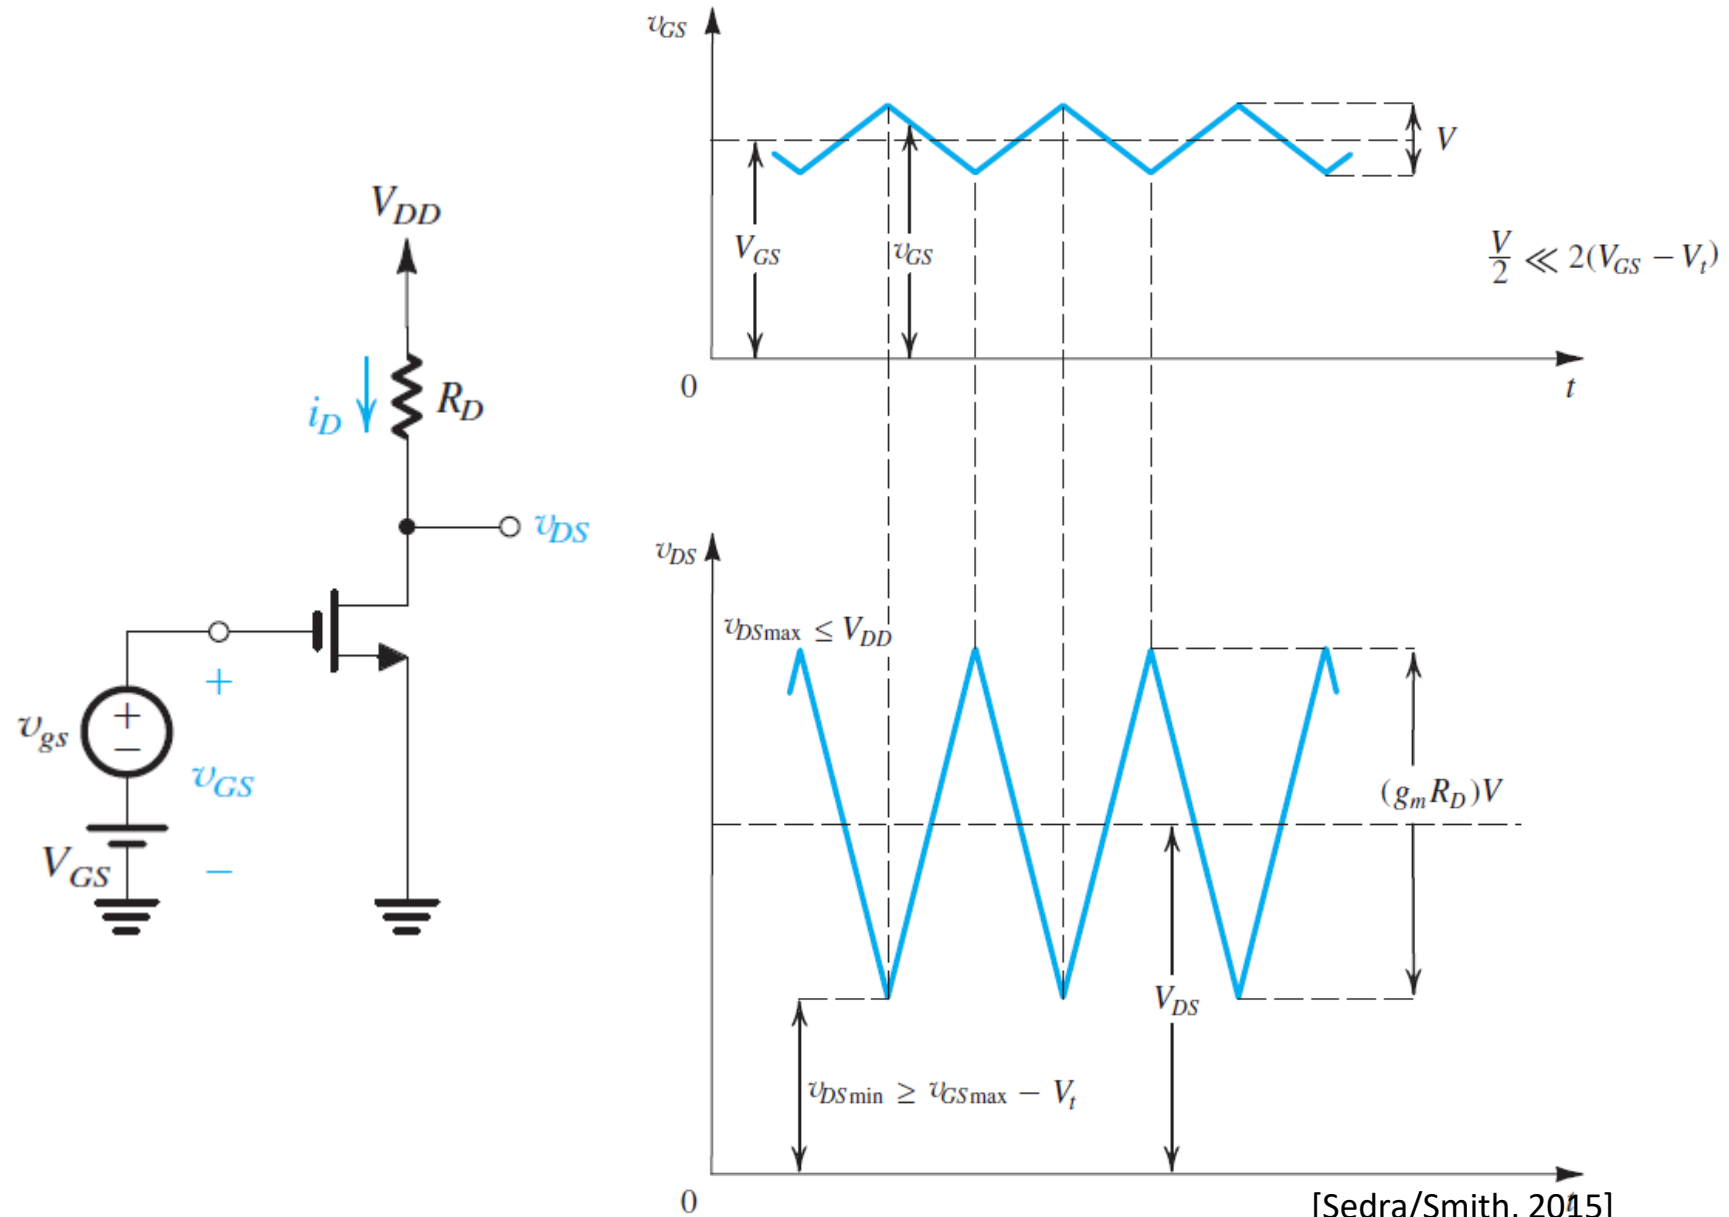 V_DD
i_D
R_D
v_DS
+
+
−
v_gs
v_GS
V_GS
−
v_GS
V
V_GS
v_GS
V/2 ≪ 2(V_GS − V_t)
0
t
v_DS
v_DSmax ≤ V_DD
(g_m R_D)V
V_DS
v_DSmin ≥ v_GSmax − V_t
0
t
[Sedra/Smith, 2015]